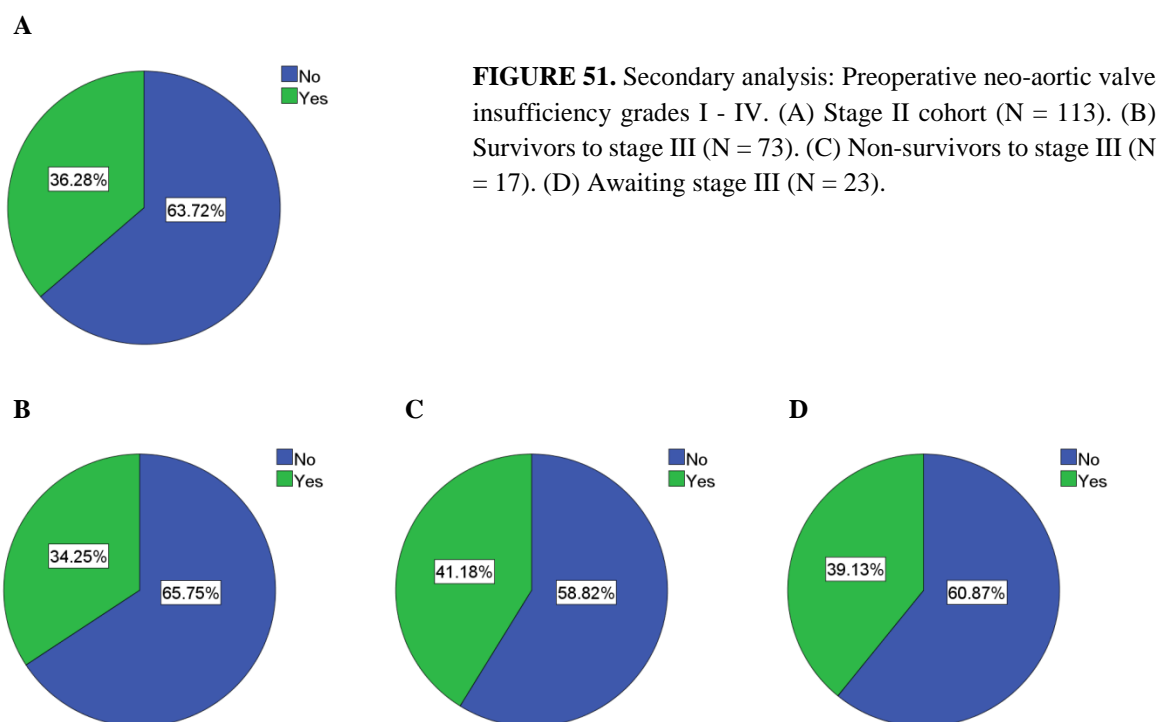 A
No
Yes
36.28%
63.72%
FIGURE 51. Secondary analysis: Preoperative neo-aortic valve
insufficiency grades I - IV. (A) Stage II cohort (N = 113). (B)
Survivors to stage III (N = 73). (C) Non-survivors to stage III (N
= 17). (D) Awaiting stage III (N = 23).
B
No
Yes
34.25%
65.75%
C
No
Yes
41.18%
58.82%
D
No
Yes
39.13%
60.87%